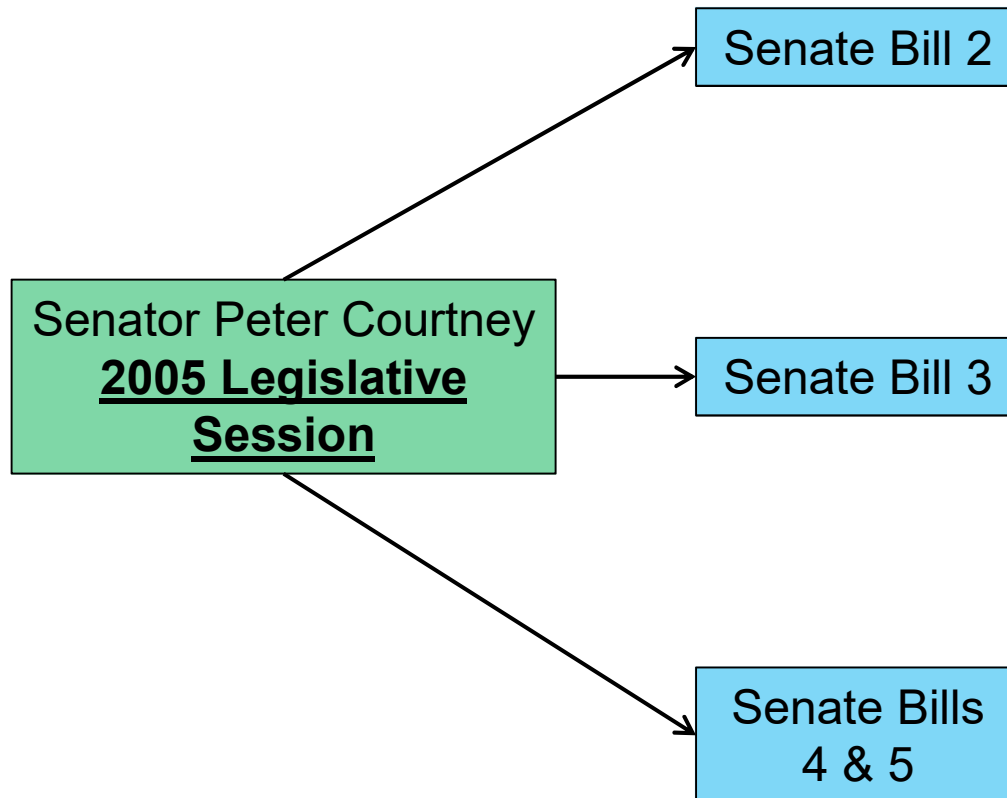 Senate Bill 2
Senator Peter Courtney
2005 Legislative
Session
Senate Bill 3
Senate Bills
4 & 5